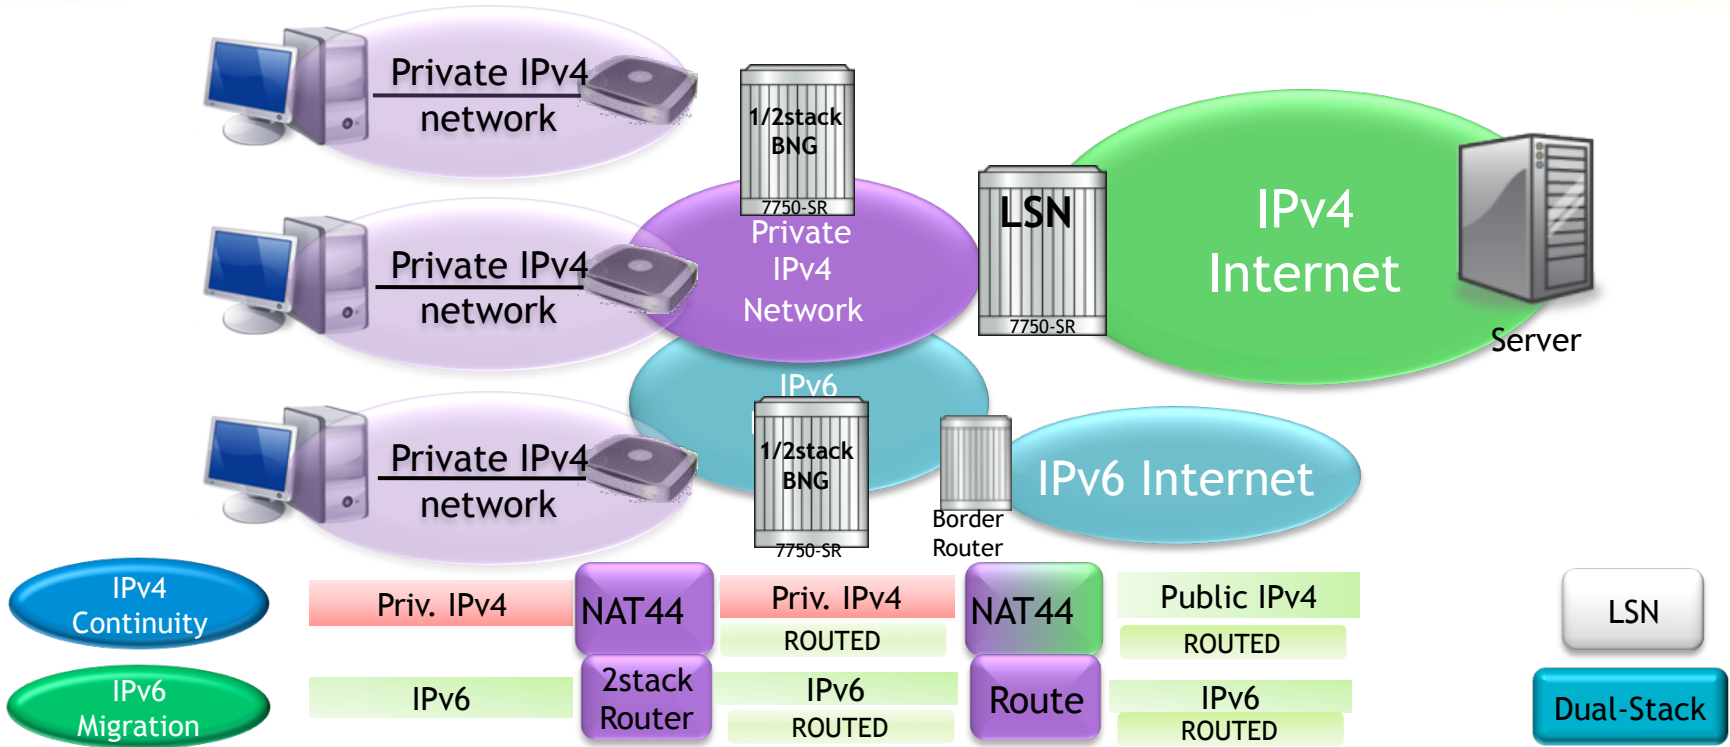 Private IPv4
network
1/2stack
BNG
7750-SR
Private IPv4
network
Private
IPv4
Network
LSN
7750-SR
IPv4
Internet
Server
IPv6
Private IPv4
network
1/2stack
BNG
7750-SR
Border
Router
IPv6 Internet
IPv4
Continuity
Priv. IPv4
NAT44
Priv. IPv4
ROUTED
NAT44
Public IPv4
ROUTED
LSN
IPv6
Migration
IPv6
2stack
Router
IPv6
ROUTED
Route
IPv6
ROUTED
Dual-Stack